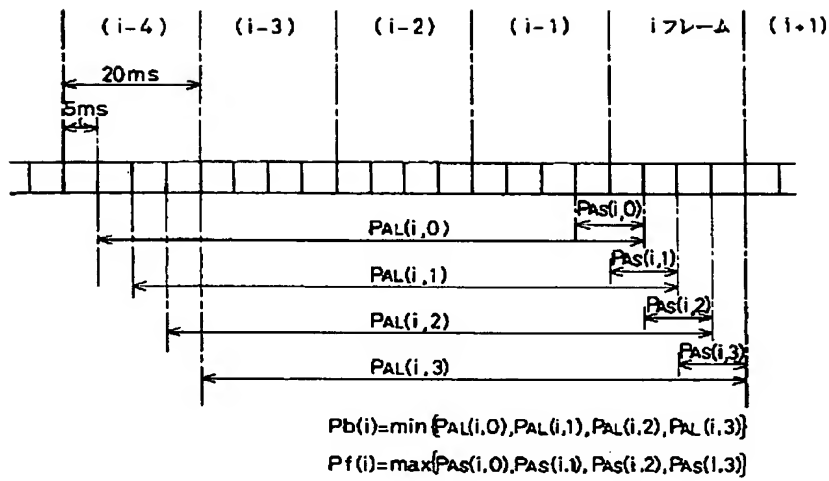 (i-4) (i-3) (i-2) (i-1) iフレーム (i+1)
20ms
5ms
PAS(i,0)
PAL(i,0)
PAS(i,1)
PAL(i,1)
PAS(i,2)
PAL(i,2)
PAS(i,3)
PAL(i,3)
Pb(i)=min{PAL(i,0),PAL(i,1),PAL(i,2),PAL(i,3)}
Pf(i)=max{PAS(i,0),PAS(i,1),PAS(i,2),PAS(i,3)}